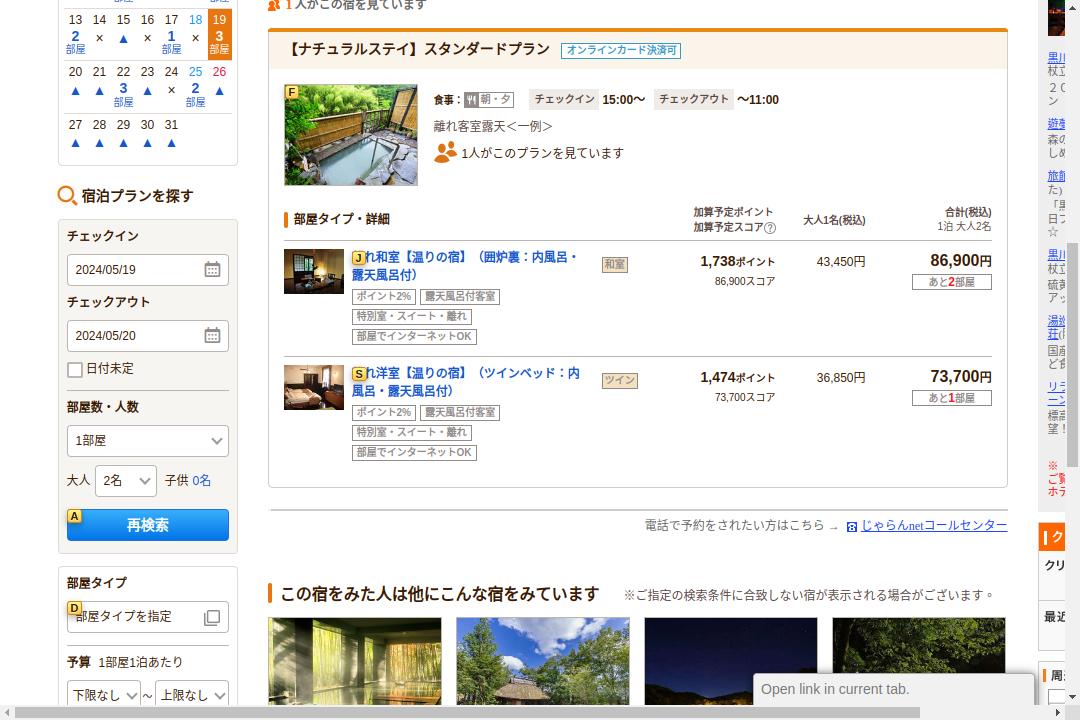 13 14 15 16 17 18 19
2 × ▲ × 1 × 3
部屋 部屋 部屋
20 21 22 23 24 25 26
▲ ▲ 3 ▲ × 2 ▲
部屋 部屋
27 28 29 30 31
▲ ▲ ▲ ▲ ▲
宿泊プランを探す
チェックイン
2024/05/19
チェックアウト
2024/05/20
日付未定
部屋数・人数
1部屋
大人 2名 子供 0名
A
再検索
部屋タイプ
D
部屋タイプを指定
予算 1部屋1泊あたり
下限なし 〜 上限なし
1人がこの宿を見ています
【ナチュラルステイ】スタンダードプラン オンラインカード決済可
F
食事： 朝・夕 チェックイン 15:00〜 チェックアウト 〜11:00
離れ客室露天＜一例＞
1人がこのプランを見ています
部屋タイプ・詳細
加算予定ポイント
加算予定スコア?
大人1名(税込)
合計(税込)
1泊 大人2名
J
れ和室【温りの宿】（囲炉裏：内風呂・
露天風呂付）
ポイント2% 露天風呂付客室
特別室・スイート・離れ
部屋でインターネットOK
和室
1,738ポイント
86,900スコア
43,450円
86,900円
あと2部屋
S
れ洋室【温りの宿】（ツインベッド：内
風呂・露天風呂付）
ポイント2% 露天風呂付客室
特別室・スイート・離れ
部屋でインターネットOK
ツイン
1,474ポイント
73,700スコア
36,850円
73,700円
あと1部屋
電話で予約をされたい方はこちら → じゃらんnetコールセンター
この宿をみた人は他にこんな宿をみています ※ご指定の検索条件に合致しない宿が表示される場合がございます。
Open link in current tab.
黒川
杖立
２０
ン
森の
しめ
た)
「黒
日フ
☆
黒川
杖立
硫黄
アッ
荘(
国産
ど食
リラ
ーン
標高
望！
※
ご覧
ホテ
ク
クリ
最近
周